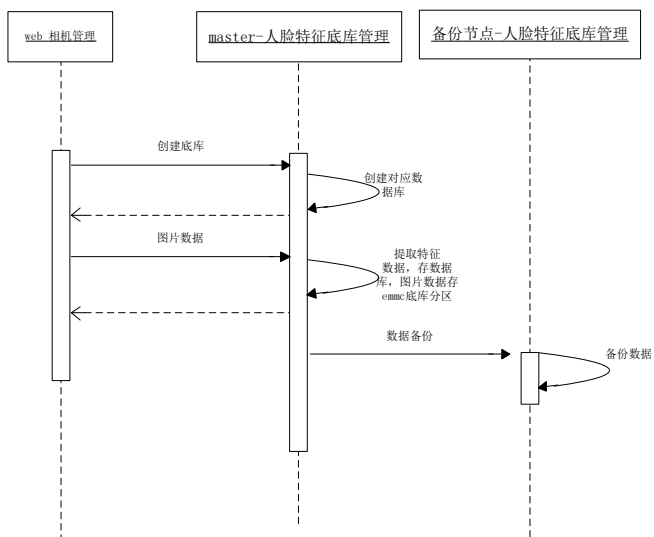 web 相机管理
master-人脸特征底库管理
备份节点-人脸特征底库管理
创建底库
创建对应数
据库
图片数据
提取特征
数据，存数据
库，图片数据存
emmc底库分区
数据备份
备份数据